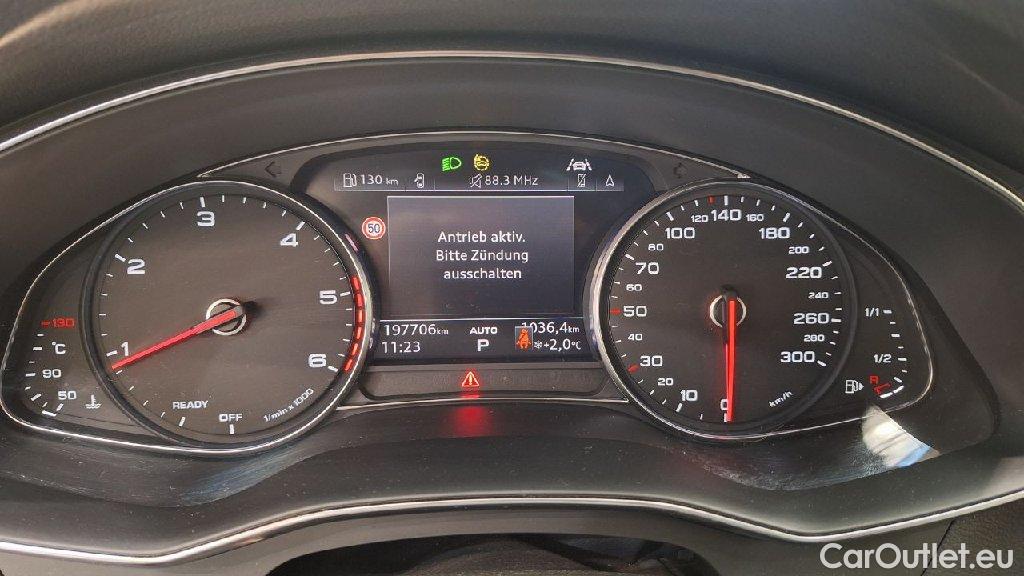 130 km
88.3 MHz
50
Antrieb aktiv.
Bitte Zündung
ausschalten
197706 km
AUTO
1036,4 km
11:23
P
+2,0°C
1
2
3
4
5
6
1/min x 1000
READY
OFF
130
°C
90
50
0
10
20
30
40
50
60
70
80
100
120
140
160
180
200
220
240
260
280
300
km/h
1/1
1/2
R
CarOutlet.eu